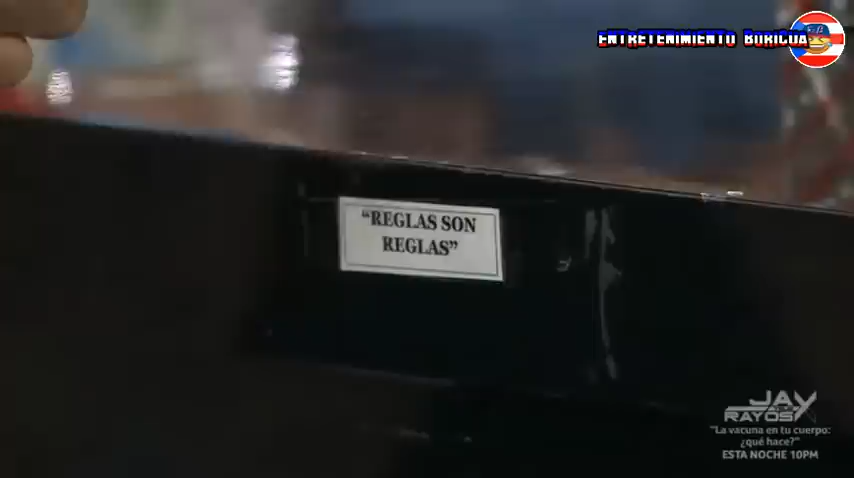 ENTRETENIMIENTO BORICUA
“REGLAS SON
REGLAS”
JAY
RAYOS X
"La vacuna en tu cuerpo:
¿qué hace?"
ESTA NOCHE 10PM